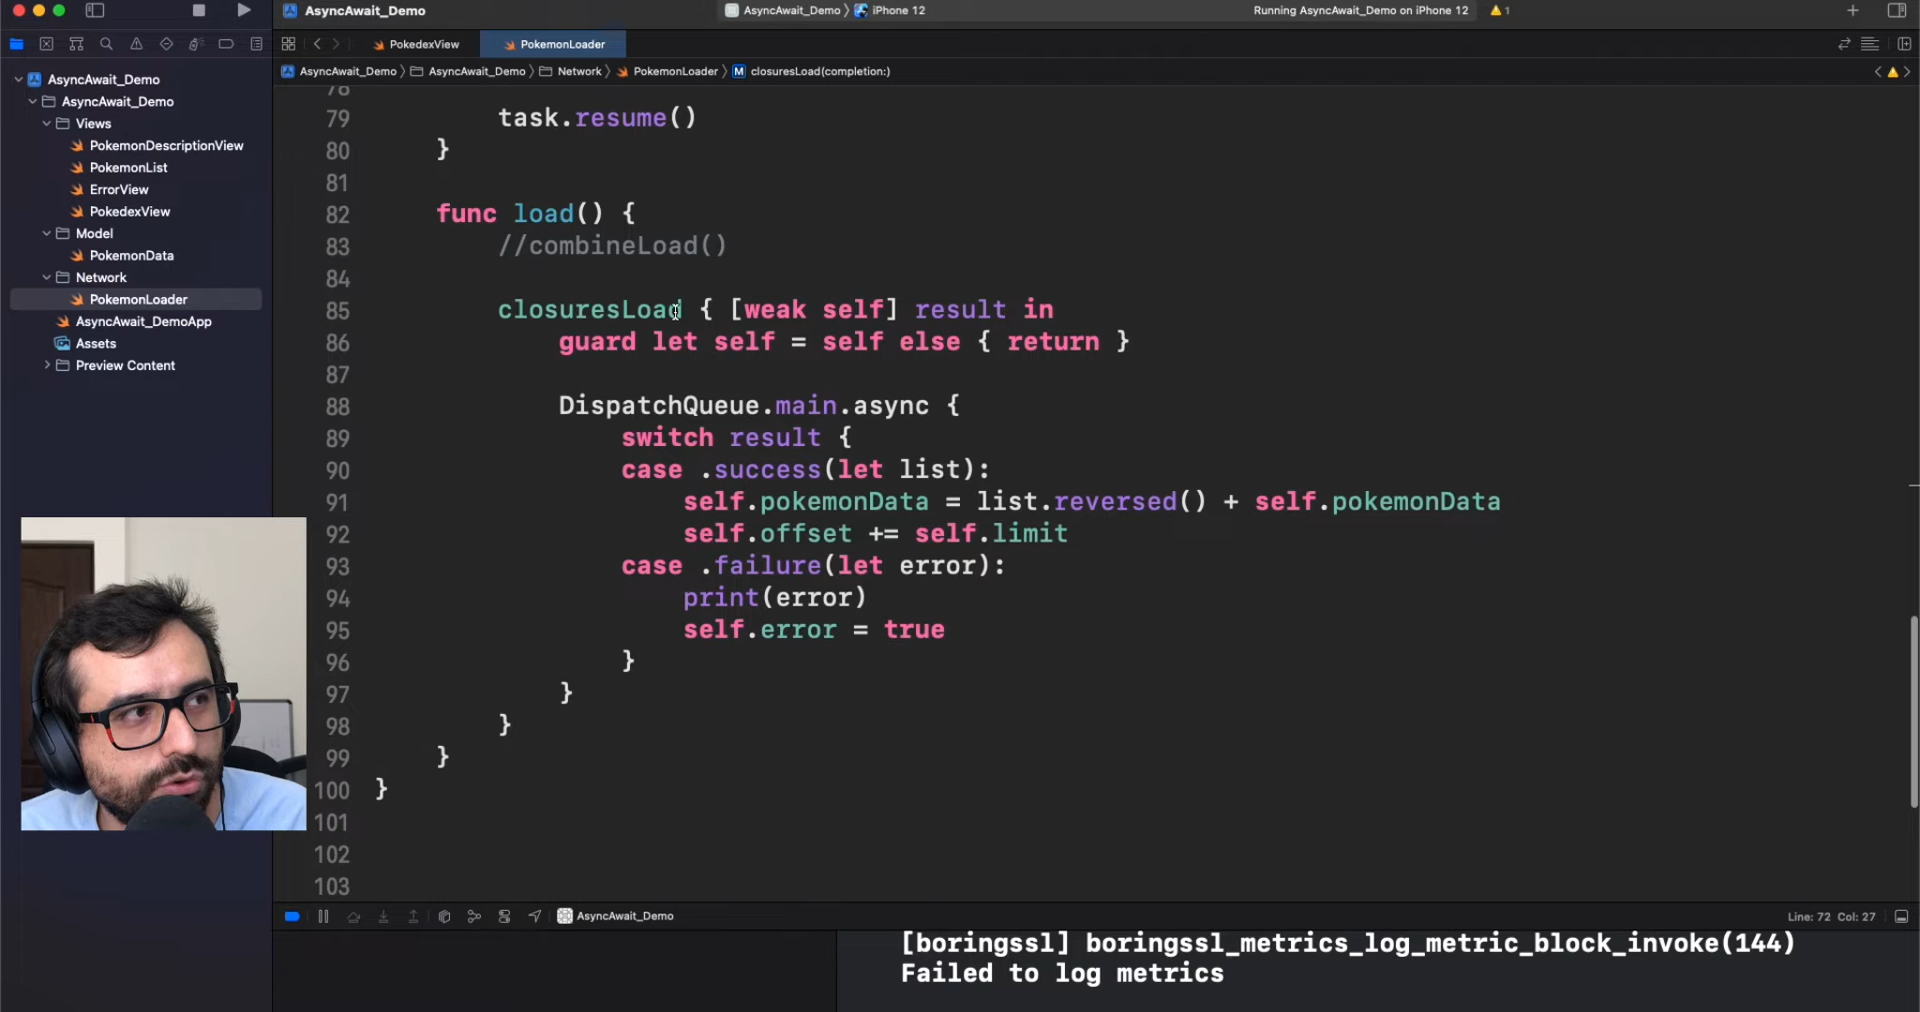 AsyncAwait_Demo
AsyncAwait_Demo 〉 iPhone 12
Running AsyncAwait_Demo on iPhone 12
1
PokedexView
PokemonLoader
AsyncAwait_Demo 〉 AsyncAwait_Demo 〉 Network 〉 PokemonLoader 〉 M closuresLoad(completion:)
AsyncAwait_Demo
AsyncAwait_Demo
Views
PokemonDescriptionView
PokemonList
ErrorView
PokedexView
Model
PokemonData
Network
PokemonLoader
AsyncAwait_DemoApp
Assets
Preview Content
78
79 task.resume()
80 }
81
82 func load() {
83 //combineLoad()
84
85 closuresLoad { [weak self] result in
86 guard let self = self else { return }
87
88 DispatchQueue.main.async {
89 switch result {
90 case .success(let list):
91 self.pokemonData = list.reversed() + self.pokemonData
92 self.offset += self.limit
93 case .failure(let error):
94 print(error)
95 self.error = true
96 }
97 }
98 }
99 }
100 }
101
102
103
AsyncAwait_Demo
Line: 72 Col: 27
[boringssl] boringssl_metrics_log_metric_block_invoke(144)
Failed to log metrics